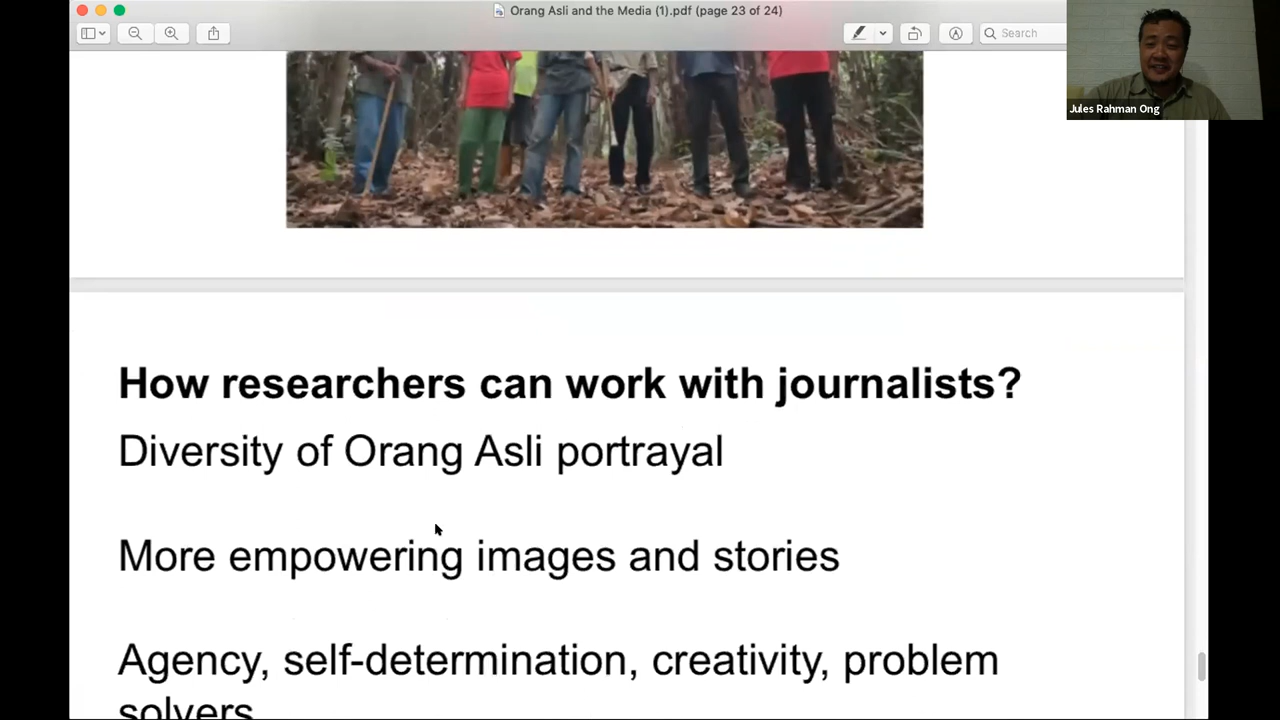 Orang Asli and the Media (1).pdf (page 23 of 24)
Search
Jules Rahman Ong
How researchers can work with journalists?
Diversity of Orang Asli portrayal
More empowering images and stories
Agency, self-determination, creativity, problem
solvers